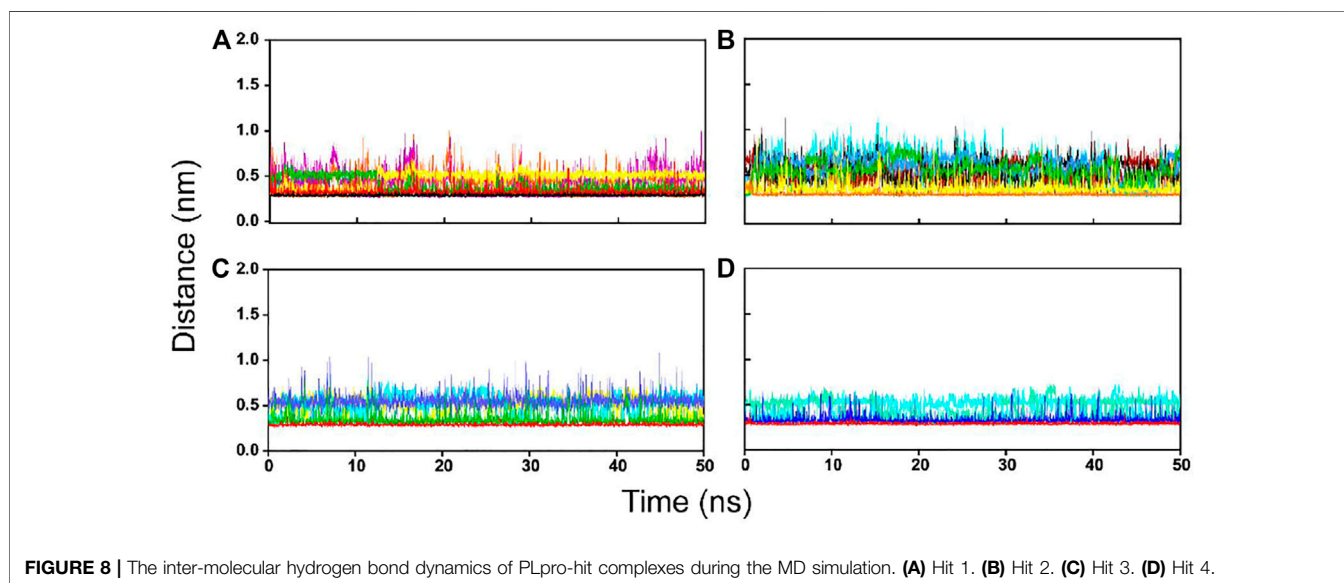 A
B
2.0
1.5
1.0
0.5
0.0
C
D
2.0
1.5
1.0
0.5
0.0
Distance (nm)
0 10 20 30 40 50 0 10 20 30 40 50
Time (ns)
FIGURE 8 | The inter-molecular hydrogen bond dynamics of PLpro-hit complexes during the MD simulation. (A) Hit 1. (B) Hit 2. (C) Hit 3. (D) Hit 4.